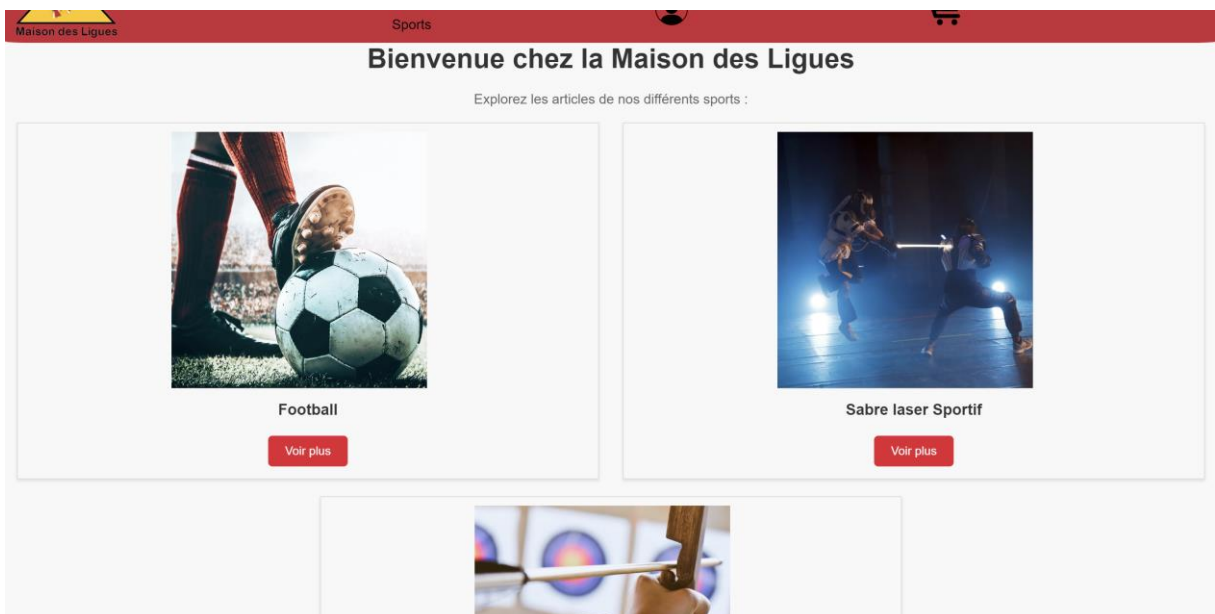 Maison des Ligues
Sports
Bienvenue chez la Maison des Ligues
Explorez les articles de nos différents sports :
Football
Sabre laser Sportif
Voir plus
Voir plus